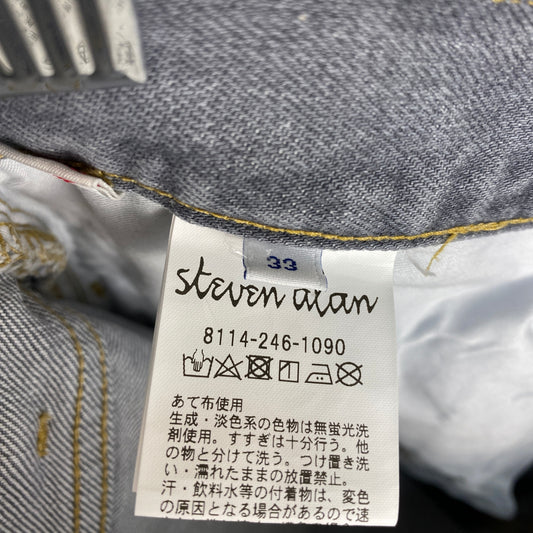 33
steven alan
8114-246-1090
あて布使用
生成・淡色系の色物は無蛍光洗
剤使用。すすぎは十分行う。他
の物と分けて洗う。つけ置き洗
い・濡れたままの放置禁止。
汗・飲料水等の付着物は、変色
の原因となる場合があるので速